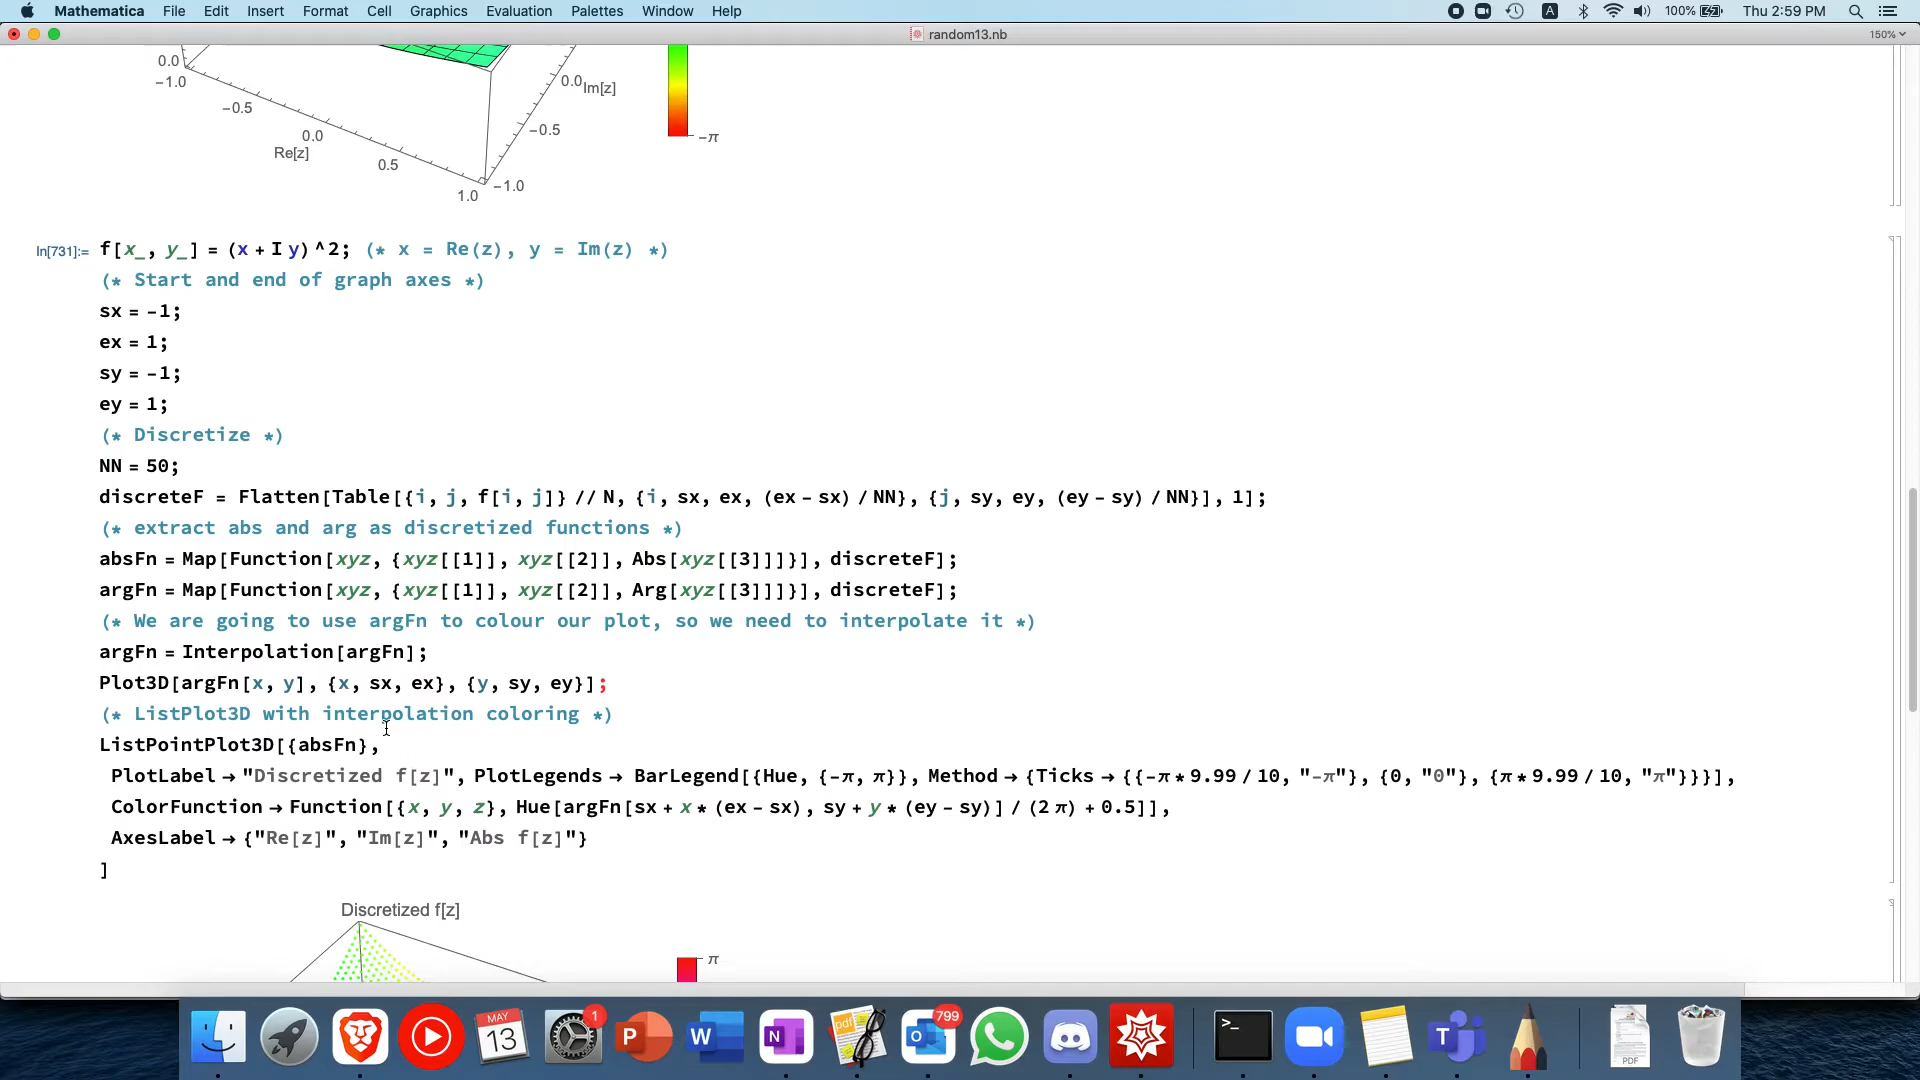 Mathematica File Edit Insert Format Cell Graphics Evaluation Palettes Window Help 100% Thu 2:59 PM
random13.nb 150%
0.0
-1.0
-0.5
0.0
Re[z]
0.5
1.0
-1.0
-0.5
0.0 Im[z]
-π
In[731]:= f[x_, y_] = (x + I y)^2; (* x = Re(z), y = Im(z) *)
(* Start and end of graph axes *)
sx = -1;
ex = 1;
sy = -1;
ey = 1;
(* Discretize *)
NN = 50;
discreteF = Flatten[Table[{i, j, f[i, j]} // N, {i, sx, ex, (ex - sx) / NN}, {j, sy, ey, (ey - sy) / NN}], 1];
(* extract abs and arg as discretized functions *)
absFn = Map[Function[xyz, {xyz[[1]], xyz[[2]], Abs[xyz[[3]]]}], discreteF];
argFn = Map[Function[xyz, {xyz[[1]], xyz[[2]], Arg[xyz[[3]]]}], discreteF];
(* We are going to use argFn to colour our plot, so we need to interpolate it *)
argFn = Interpolation[argFn];
Plot3D[argFn[x, y], {x, sx, ex}, {y, sy, ey}];
(* ListPlot3D with interpolation coloring *)
ListPointPlot3D[{absFn},
PlotLabel → "Discretized f[z]", PlotLegends → BarLegend[{Hue, {-π, π}}, Method → {Ticks → {{-π * 9.99 / 10, "-π"}, {0, "0"}, {π * 9.99 / 10, "π"}}}],
ColorFunction → Function[{x, y, z}, Hue[argFn[sx + x * (ex - sx), sy + y * (ey - sy)] / (2 π) + 0.5]],
AxesLabel → {"Re[z]", "Im[z]", "Abs f[z]"}
]
Discretized f[z]
π
MAY
13
1
P
W
N
pdf
O
799
>_
T
PDF